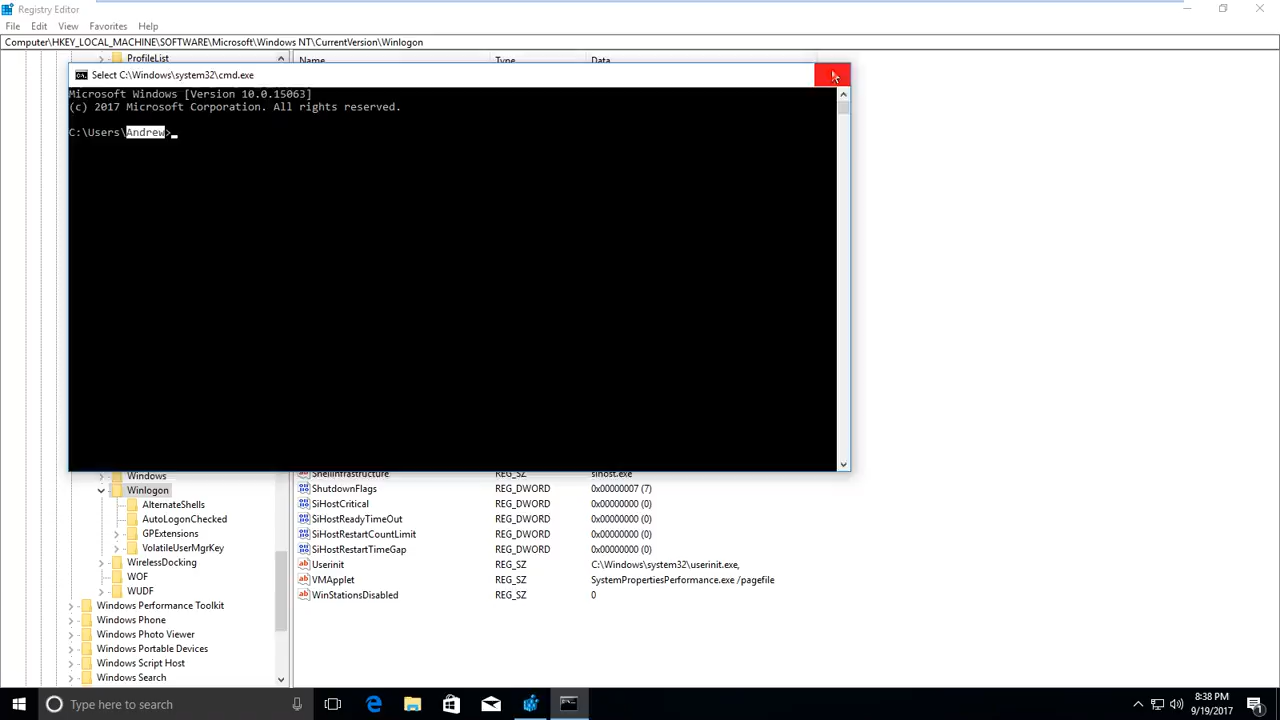 Registry Editor
File Edit View Favorites Help
Computer\HKEY_LOCAL_MACHINE\SOFTWARE\Microsoft\Windows NT\CurrentVersion\Winlogon
ProfileList
Name Type Data
Select C:\Windows\system32\cmd.exe
Microsoft Windows [Version 10.0.15063]
(c) 2017 Microsoft Corporation. All rights reserved.
C:\Users\Andrew>
Windows
Winlogon
AlternateShells
AutoLogonChecked
GPExtensions
VolatileUserMgrKey
WirelessDocking
WOF
WUDF
Windows Performance Toolkit
Windows Phone
Windows Photo Viewer
Windows Portable Devices
Windows Script Host
Windows Search
ShellInfrastructure REG_SZ sihost.exe
ShutdownFlags REG_DWORD 0x00000007 (7)
SiHostCritical REG_DWORD 0x00000000 (0)
SiHostReadyTimeOut REG_DWORD 0x00000000 (0)
SiHostRestartCountLimit REG_DWORD 0x00000000 (0)
SiHostRestartTimeGap REG_DWORD 0x00000000 (0)
Userinit REG_SZ C:\Windows\system32\userinit.exe,
VMApplet REG_SZ SystemPropertiesPerformance.exe /pagefile
WinStationsDisabled REG_SZ 0
Type here to search
8:38 PM
9/19/2017
1